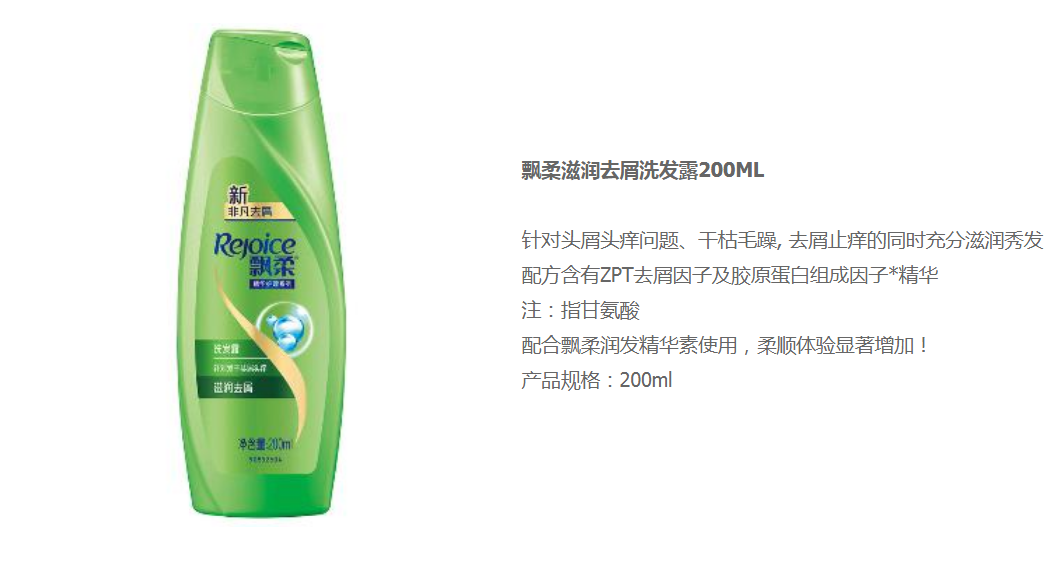 新
非凡去屑
Rejoice
飘柔
洗发露
滋润去屑
净含量:200ml
飘柔滋润去屑洗发露200ML
针对头屑头痒问题、干枯毛躁, 去屑止痒的同时充分滋润秀发
配方含有ZPT去屑因子及胶原蛋白组成因子*精华
注：指甘氨酸
配合飘柔润发精华素使用，柔顺体验显著增加！
产品规格：200ml